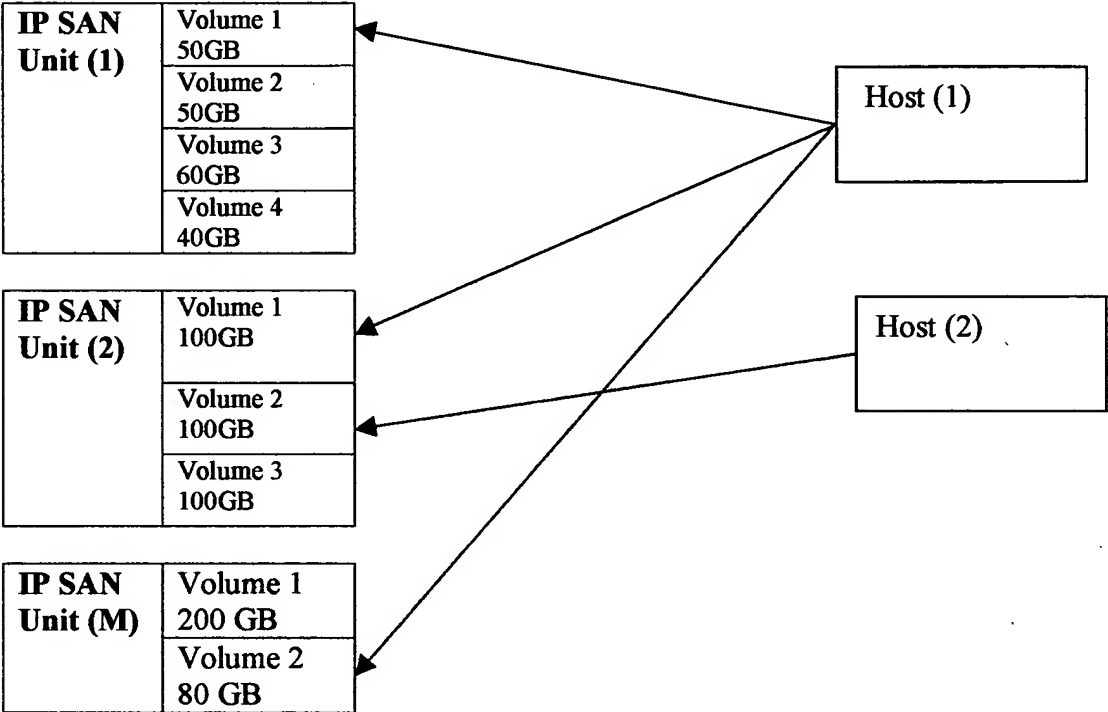 IP SAN
Unit (1)
Volume 1
50GB
Volume 2
50GB
Volume 3
60GB
Volume 4
40GB
Host (1)
IP SAN
Unit (2)
Volume 1
100GB
Volume 2
100GB
Volume 3
100GB
Host (2)
IP SAN
Unit (M)
Volume 1
200 GB
Volume 2
80 GB